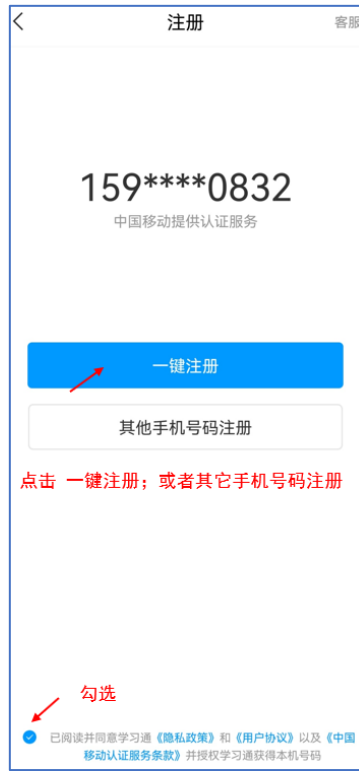 注册
客服
159****0832
中国移动提供认证服务
一键注册
其他手机号码注册
点击 一键注册；或者其它手机号码注册
勾选
已阅读并同意学习通《隐私政策》和《用户协议》以及《中国
移动认证服务条款》并授权学习通获得本机号码